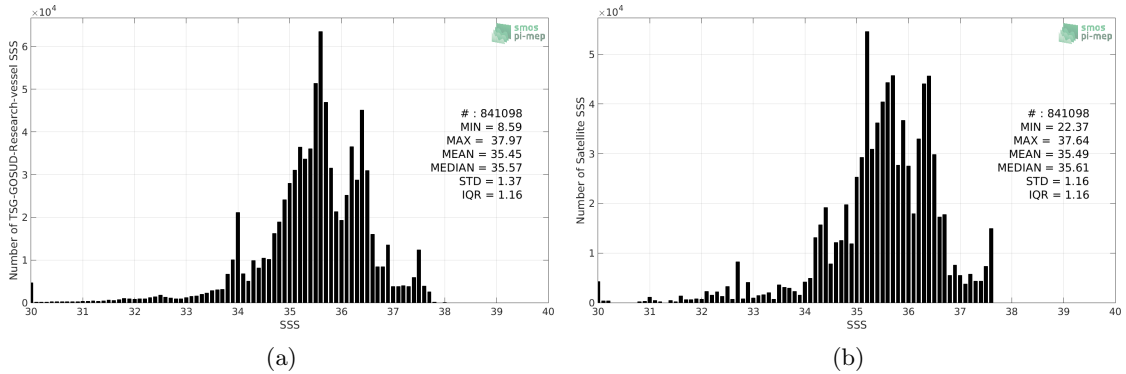 ×10⁴
smos
pi-mep
6
5
4
3
2
1
0
Number of TSG-GOSUD-Research-vessel SSS
# : 841098
MIN = 8.59
MAX = 37.97
MEAN = 35.45
MEDIAN = 35.57
STD = 1.37
IQR = 1.16
30 31 32 33 34 35 36 37 38 39 40
SSS
(a)
×10⁴
smos
pi-mep
5
4
3
2
1
0
Number of Satellite SSS
# : 841098
MIN = 22.37
MAX = 37.64
MEAN = 35.49
MEDIAN = 35.61
STD = 1.16
IQR = 1.16
30 31 32 33 34 35 36 37 38 39 40
SSS
(b)